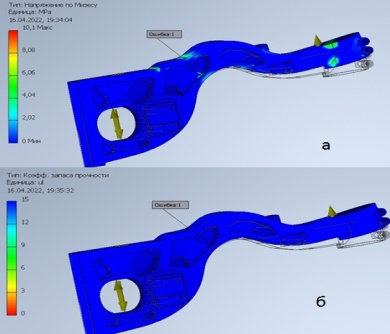 Тип: Напряжение по Мизесу
Единица: MPa
16.04.2022, 19:34:04
10,1 Макс
8,08
6,06
4,04
2,02
0 Мин
Ошибка:1
а
Тип: Коэфф. запаса прочности
Единица: ul
16.04.2022, 19:35:32
15
12
9
6
3
0
Ошибка:1
б